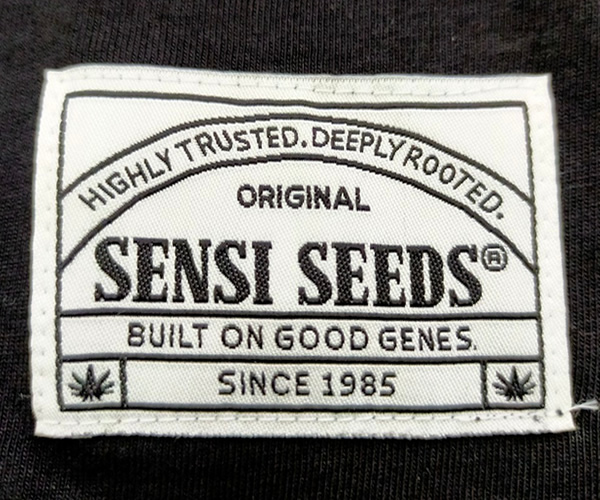 HIGHLY TRUSTED. DEEPLY ROOTED.
ORIGINAL
SENSI SEEDS®
BUILT ON GOOD GENES.
SINCE 1985